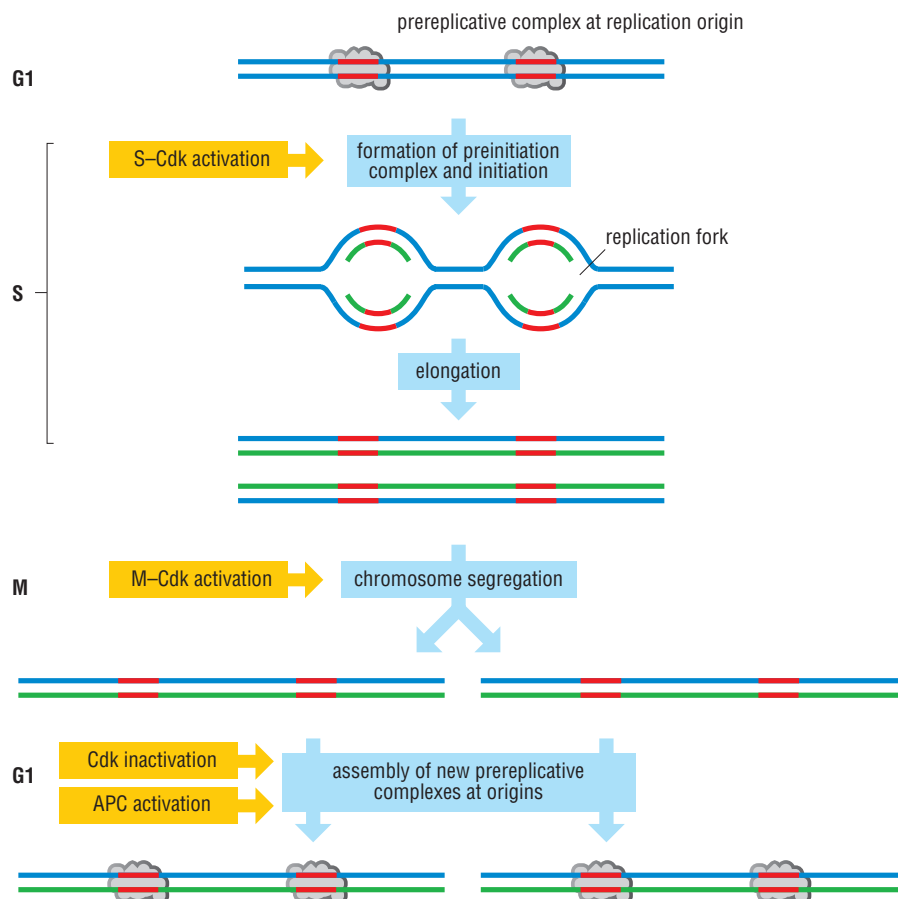 prereplicative complex at replication origin
G1
S–Cdk activation
formation of preinitiation
complex and initiation
replication fork
S
elongation
M–Cdk activation
chromosome segregation
M
Cdk inactivation
G1
assembly of new prereplicative
complexes at origins
APC activation